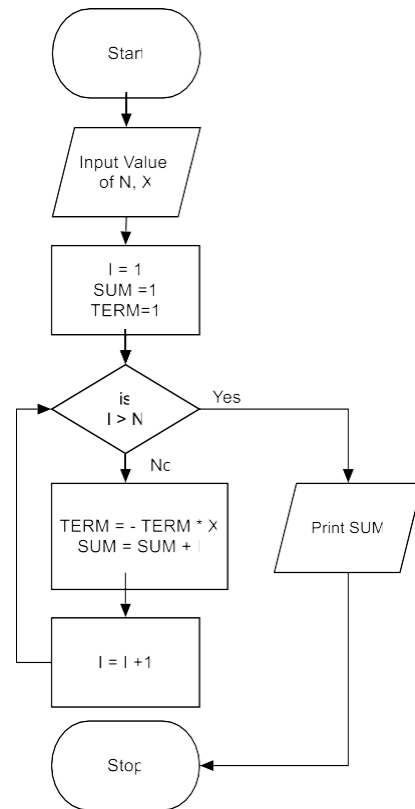 Start
Input Value
of N, X
I = 1
SUM =1
TERM=1
is
I > N
Yes
No
TERM = - TERM * X
SUM = SUM +
Print SUM
I = I +1
Stop